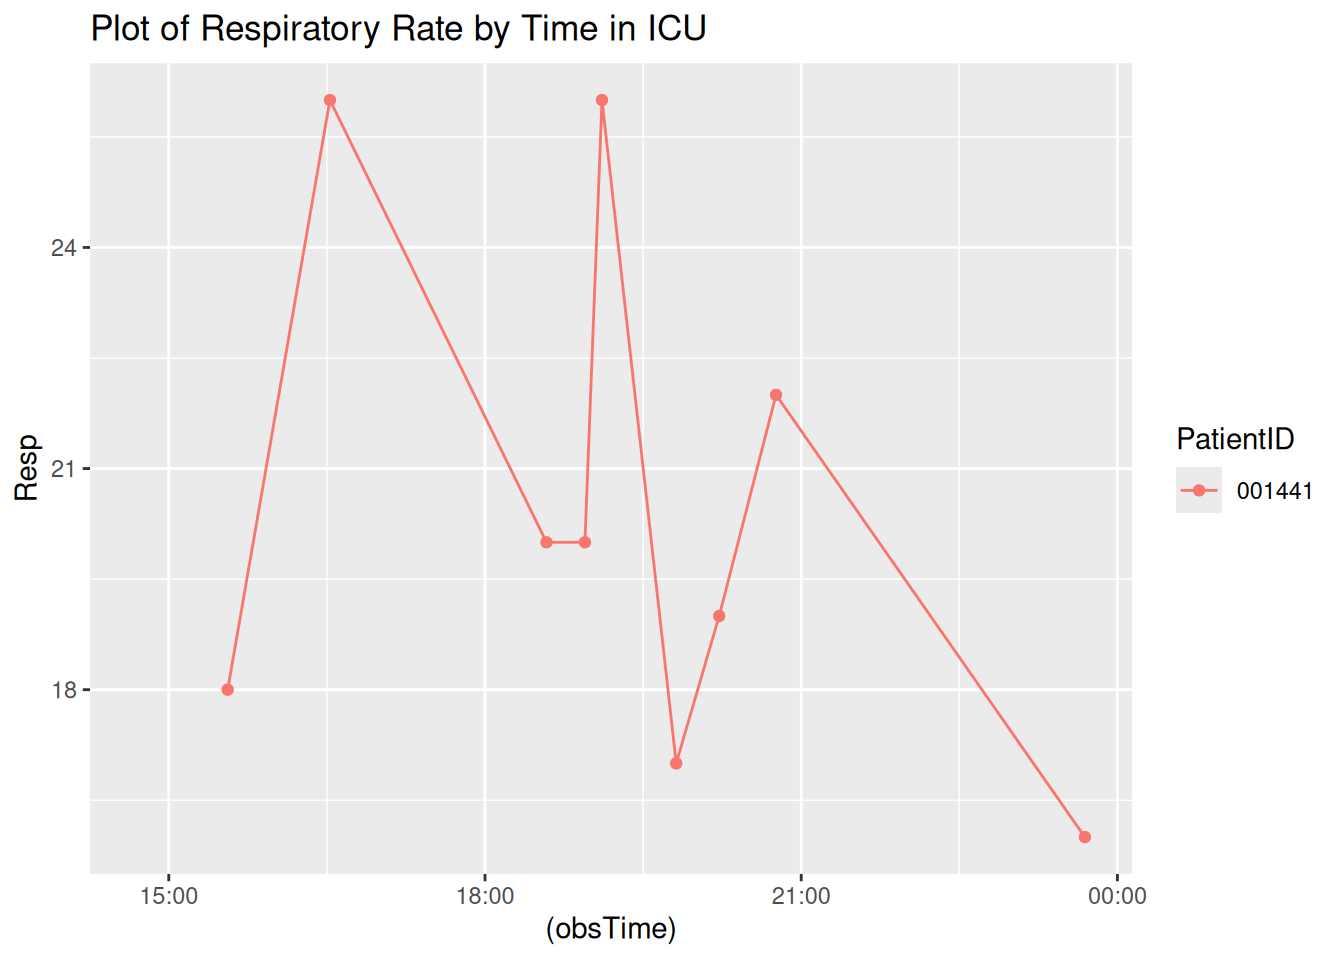 Plot of Respiratory Rate by Time in ICU
24
21
18
Resp
15:00 18:00 21:00 00:00
(obsTime)
PatientID
001441